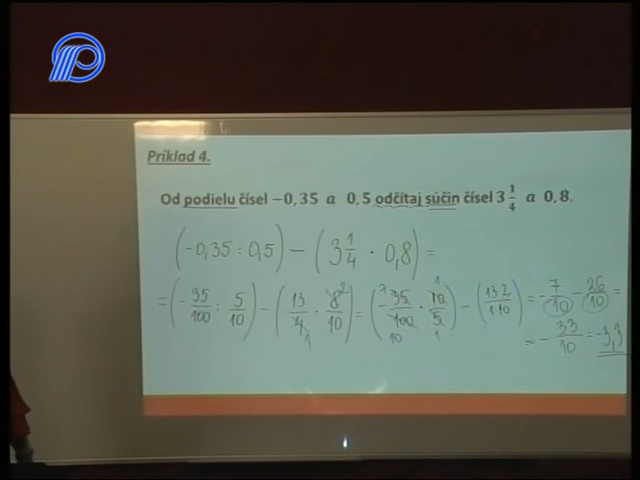 Príklad 4.
Od podielu čísel −0,35 a 0,5 odčítaj súčin čísel 3 1/4 a 0,8.
(−0,35 : 0,5) − (3 1/4 · 0,8) =
= (−35/100 : 5/10) − (13/4 · 8/10) = (−35/100 · 10/5) − (13·2/1·10) = −7/10 − 26/10 =
= −33/10 = −3,3